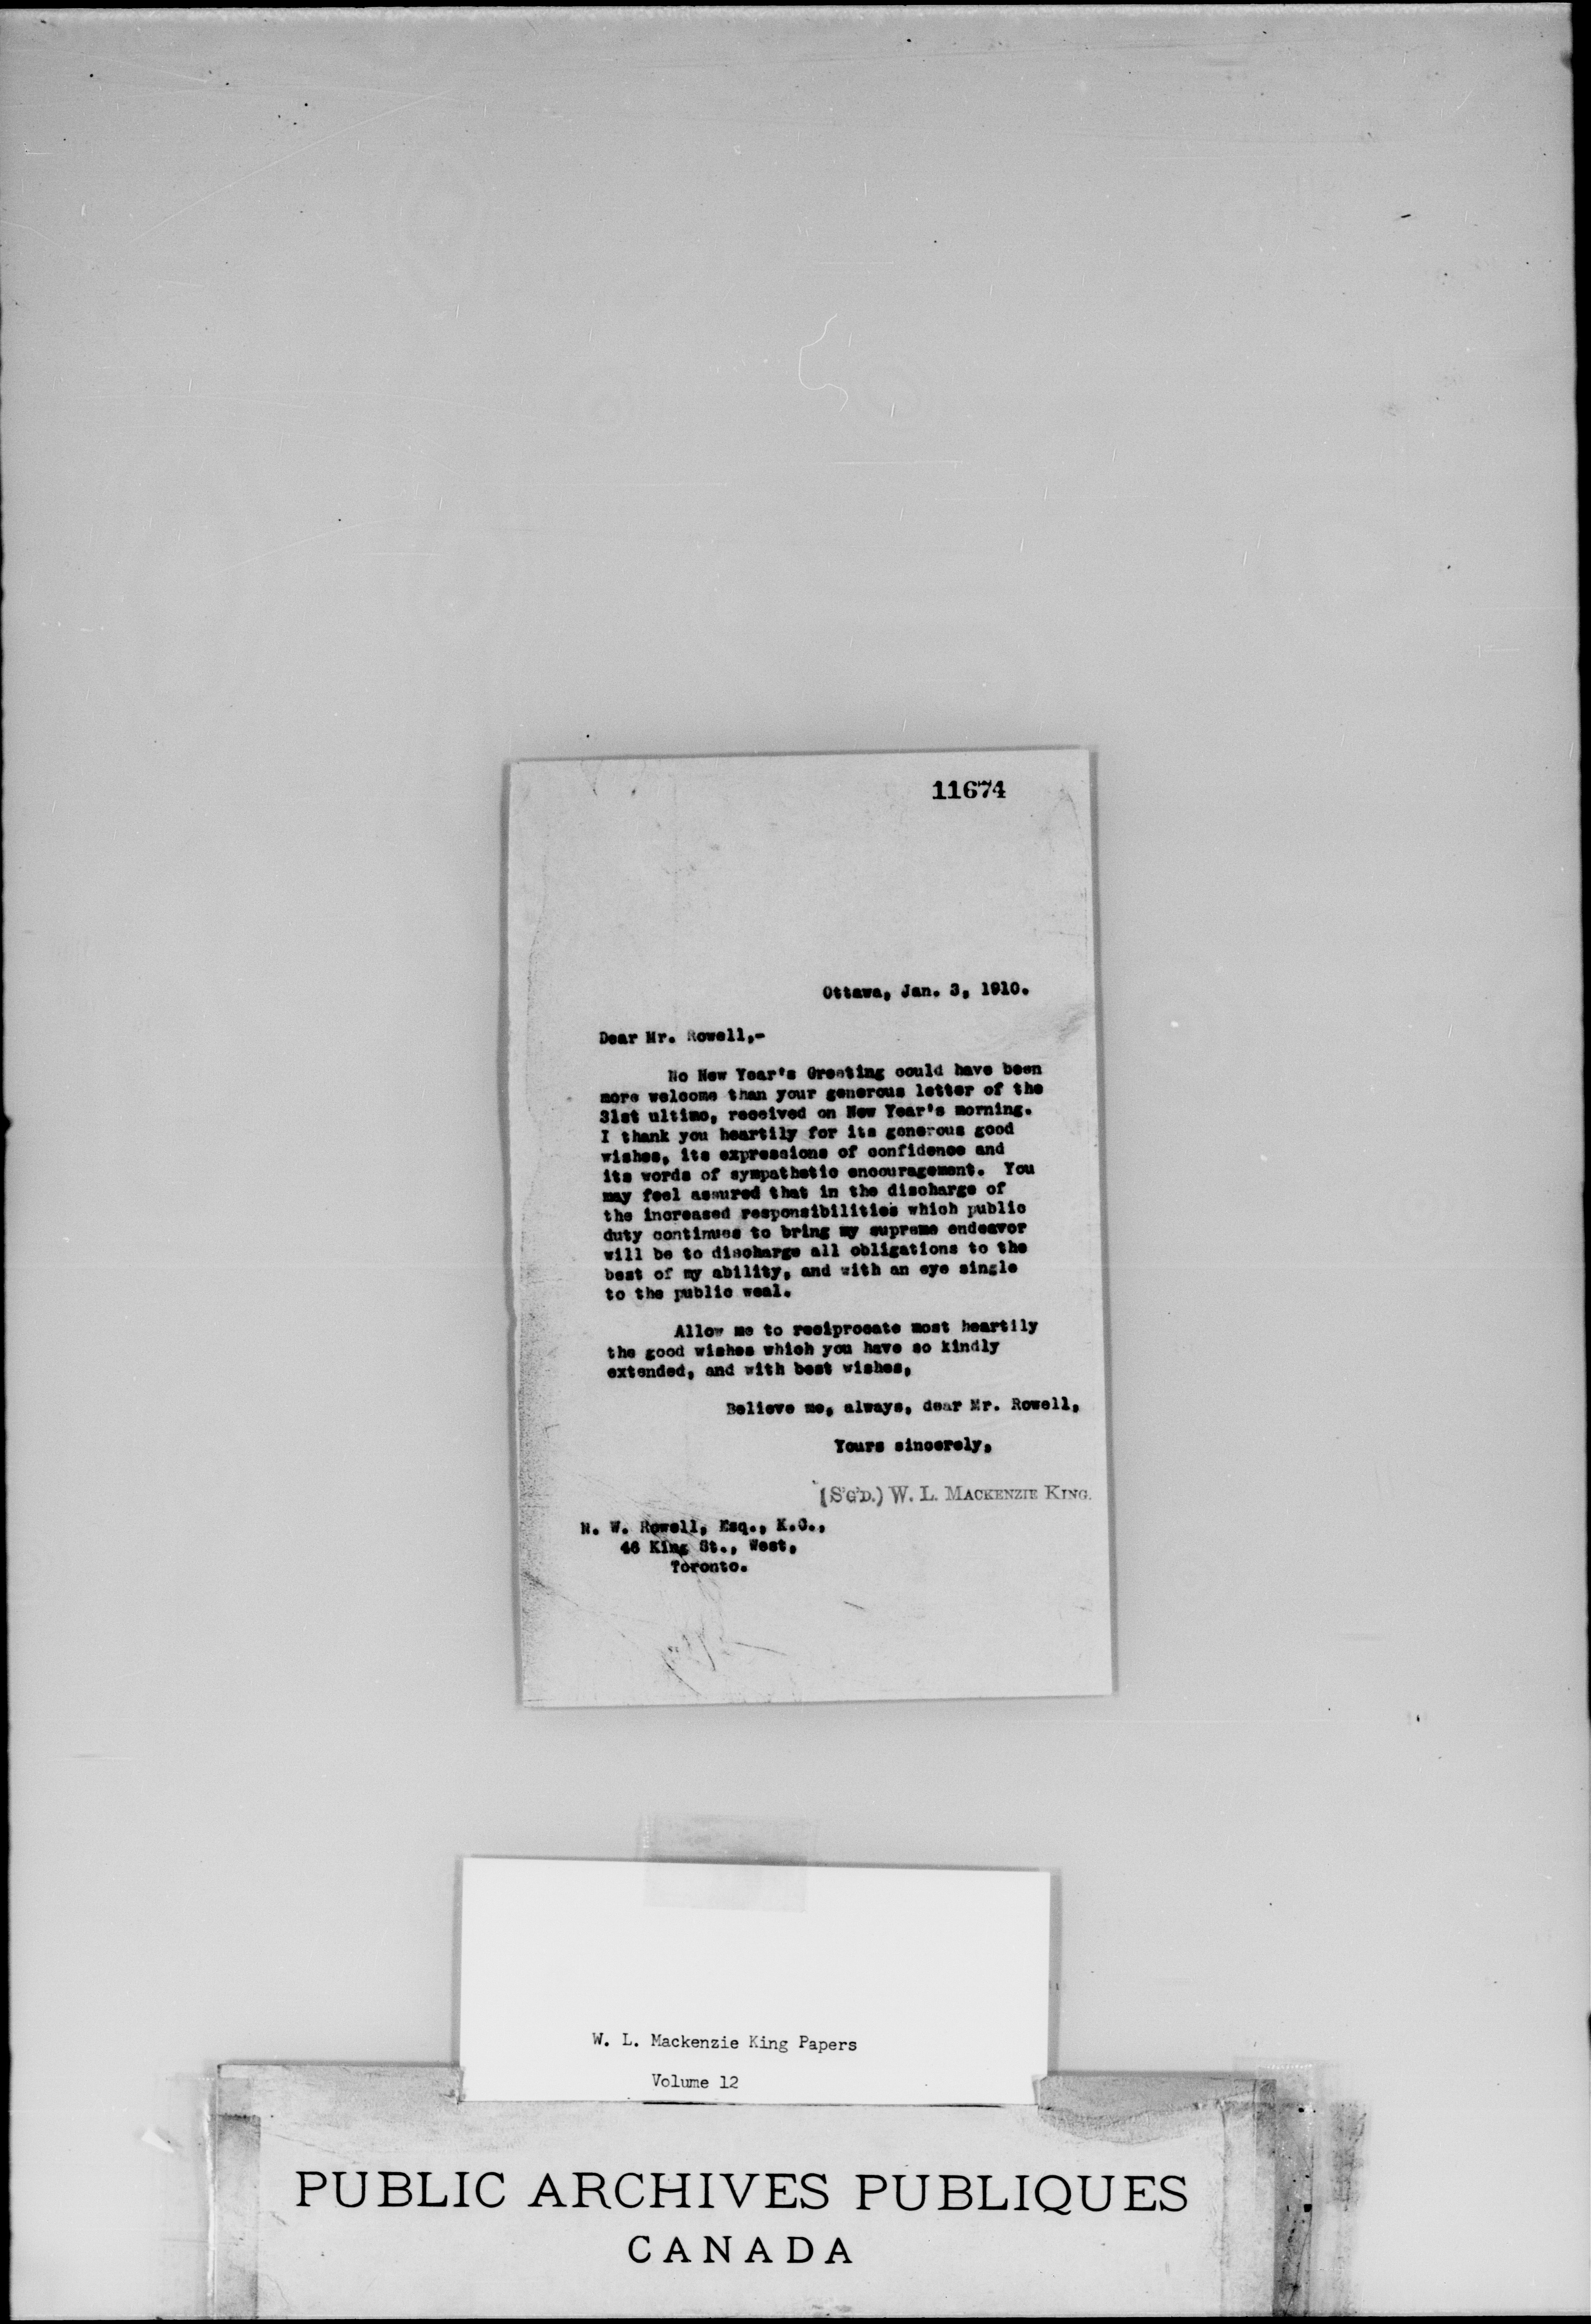 11674
Ottawa, Jan. 3, 1910.
Dear Mr. Rowell,-
No New Year's Greeting could have been
more welcome than your generous letter of the
31st ultimo, received on New Year's morning.
I thank you heartily for its generous good
wishes, its expressions of confidence and
its words of sympathetic encouragement. You
may feel assured that in the discharge of
the increased responsibilities which public
duty continues to bring my supreme endeavor
will be to discharge all obligations to the
best of my ability, and with an eye single
to the public weal.
Allow me to reciprocate most heartily
the good wishes which you have so kindly
extended, and with best wishes,
Believe me, always, dear Mr. Rowell,
Yours sincerely,
(S'G'D.) W. L. MACKENZIE KING.
N. W. Rowell, Esq., K.C.,
46 King St., West,
Toronto.
W. L. Mackenzie King Papers
Volume 12
PUBLIC ARCHIVES PUBLIQUES
CANADA